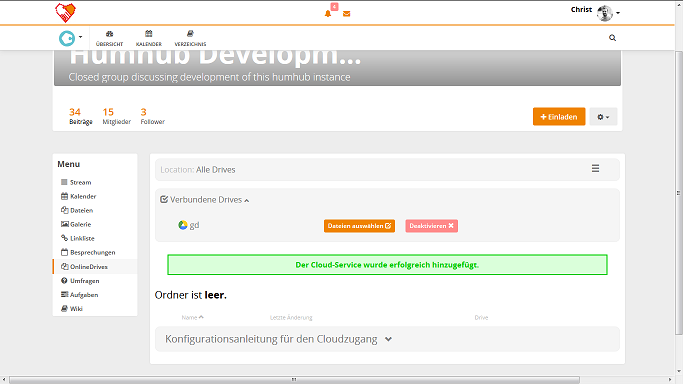 6
Christ
ÜBERSICHT
KALENDER
VERZEICHNIS
Humhub Developm...
Closed group discussing development of this humhub instance
34
Beiträge
15
Mitglieder
3
Follower
Einladen
Menu
Stream
Kalender
Dateien
Galerie
Linkliste
Besprechungen
OnlineDrives
Umfragen
Aufgaben
Wiki
Location: Alle Drives
Verbundene Drives
gd
Dateien auswählen
Deaktivieren
Der Cloud-Service wurde erfolgreich hinzugefügt.
Ordner ist leer.
Name
Letzte Änderung
Drive
Konfigurationsanleitung für den Cloudzugang